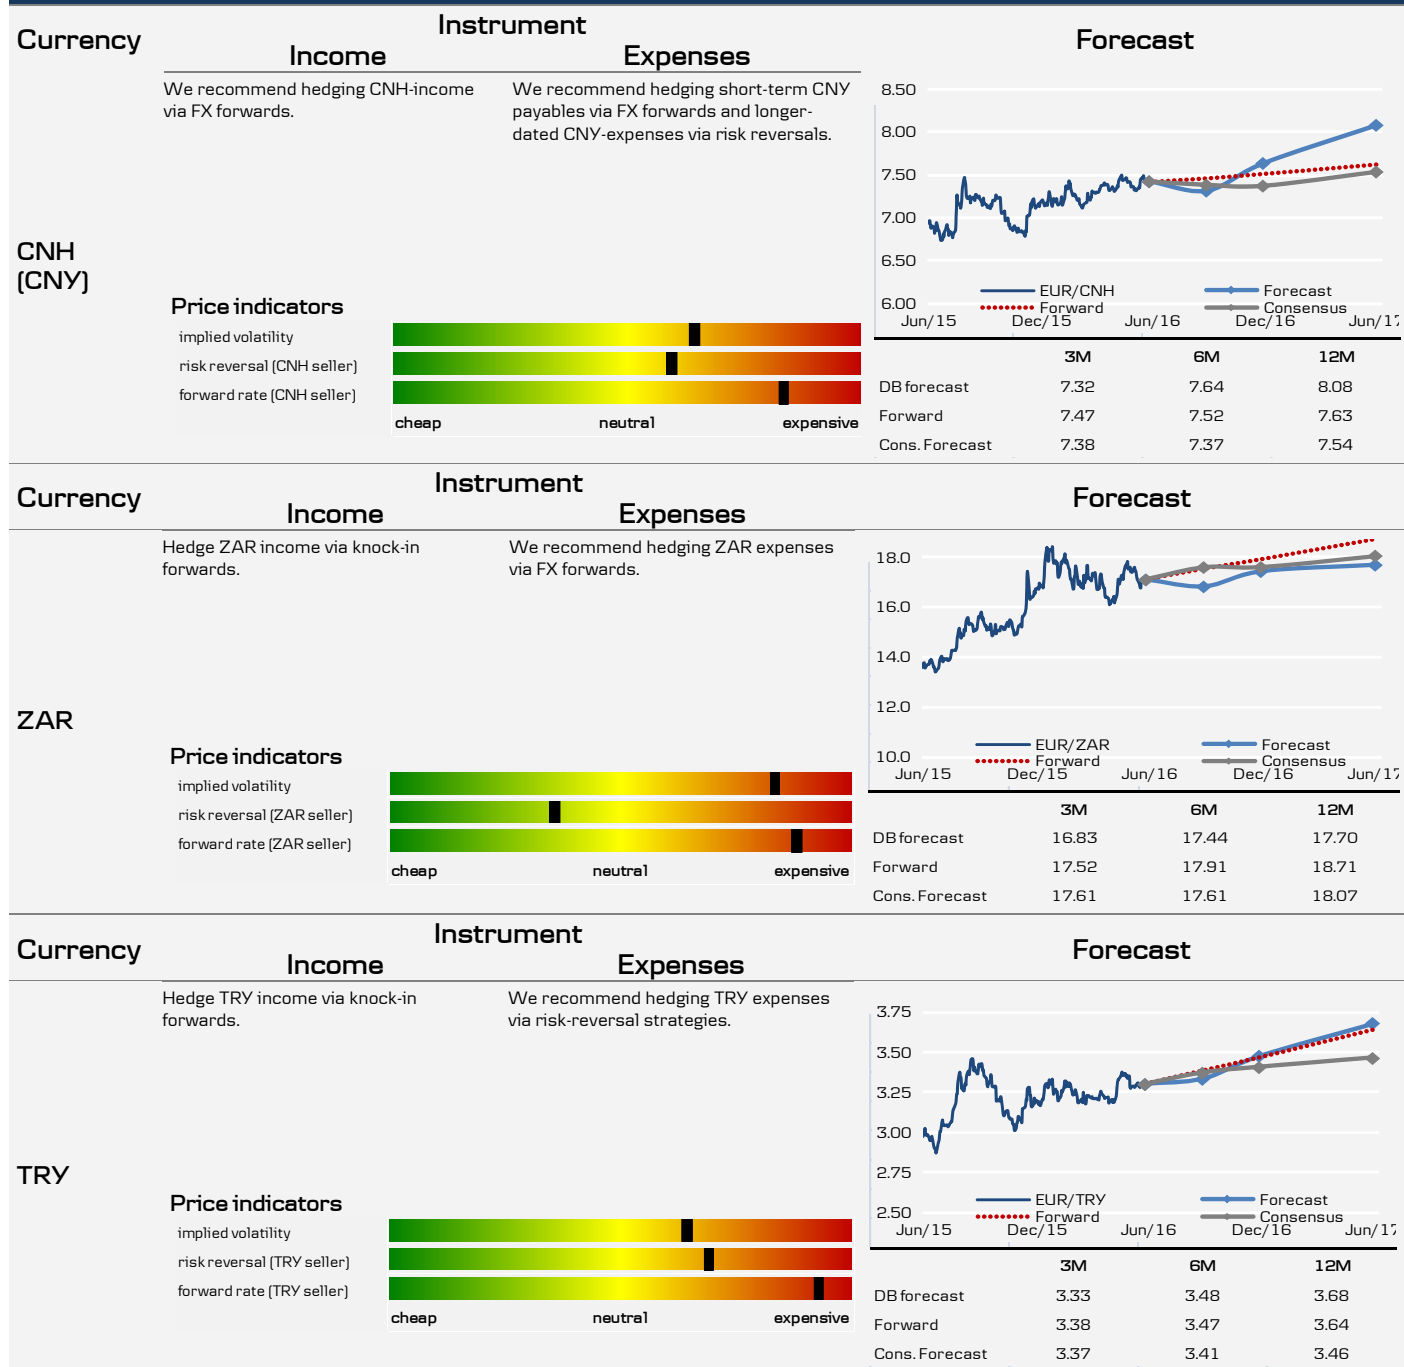 Currency
Instrument
Income
Expenses
Forecast
We recommend hedging CNH-income
via FX forwards.
We recommend hedging short-term CNY
payables via FX forwards and longer-
dated CNY-expenses via risk reversals.
CNH
(CNY)
Price indicators
implied volatility
risk reversal (CNH seller)
forward rate (CNH seller)
cheap neutral expensive
8.50
8.00
7.50
7.00
6.50
6.00
EUR/CNH Forecast
Forward Consensus
Jun/15 Dec/15 Jun/16 Dec/16 Jun/17
3M 6M 12M
DB forecast 7.32 7.64 8.08
Forward 7.47 7.52 7.63
Cons. Forecast 7.38 7.37 7.54
Currency
Instrument
Income
Expenses
Forecast
Hedge ZAR income via knock-in
forwards.
We recommend hedging ZAR expenses
via FX forwards.
ZAR
Price indicators
implied volatility
risk reversal (ZAR seller)
forward rate (ZAR seller)
cheap neutral expensive
18.0
16.0
14.0
12.0
10.0
EUR/ZAR Forecast
Forward Consensus
Jun/15 Dec/15 Jun/16 Dec/16 Jun/17
3M 6M 12M
DB forecast 16.83 17.44 17.70
Forward 17.52 17.91 18.71
Cons. Forecast 17.61 17.61 18.07
Currency
Instrument
Income
Expenses
Forecast
Hedge TRY income via knock-in
forwards.
We recommend hedging TRY expenses
via risk-reversal strategies.
TRY
Price indicators
implied volatility
risk reversal (TRY seller)
forward rate (TRY seller)
cheap neutral expensive
3.75
3.50
3.25
3.00
2.75
2.50
EUR/TRY Forecast
Forward Consensus
Jun/15 Dec/15 Jun/16 Dec/16 Jun/17
3M 6M 12M
DB forecast 3.33 3.48 3.68
Forward 3.38 3.47 3.64
Cons. Forecast 3.37 3.41 3.46